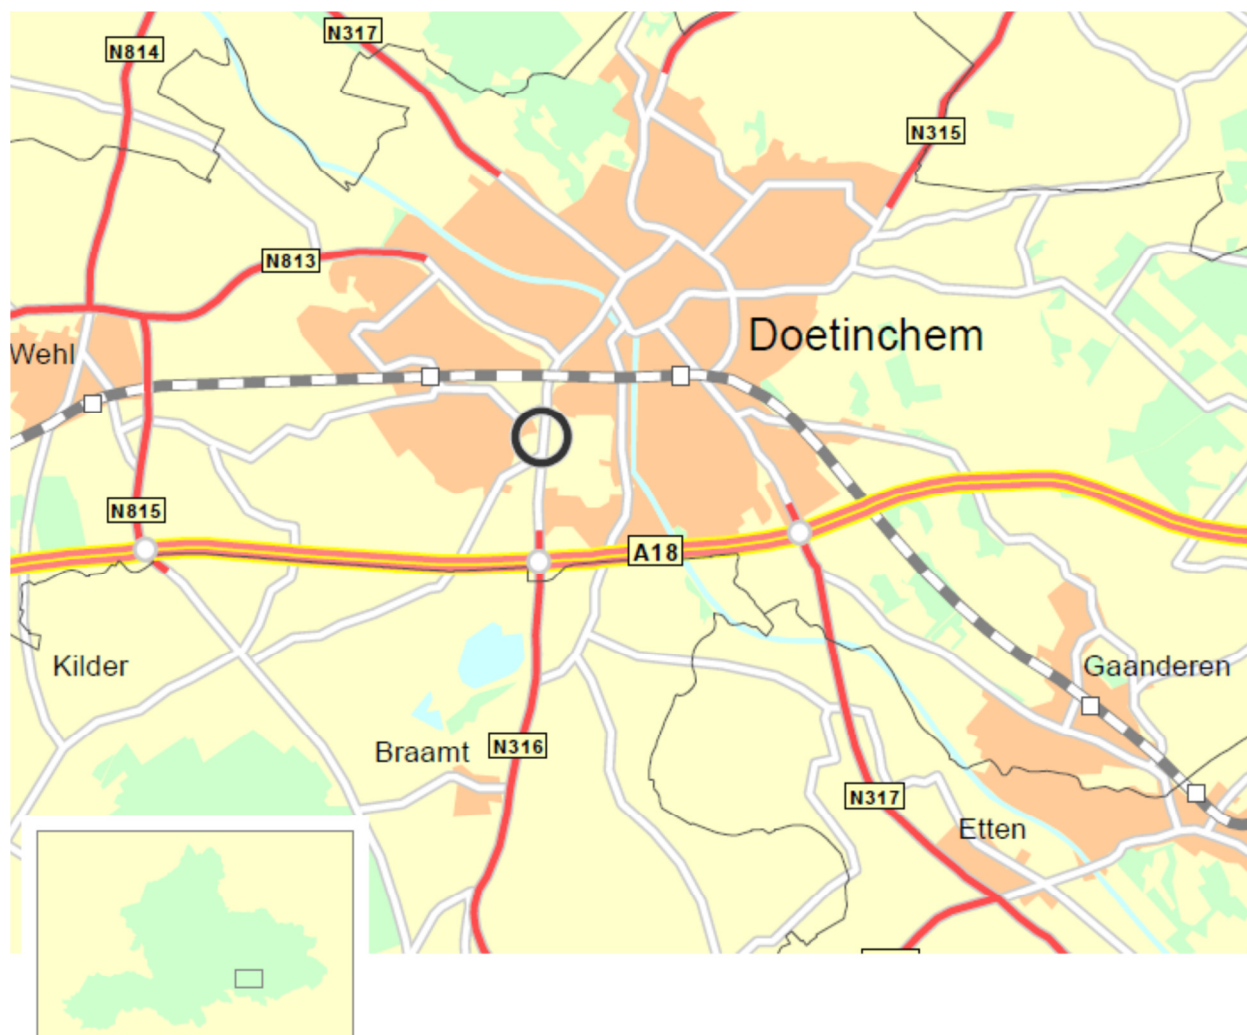 N317
N814
N315
N813
Doetinchem
Wehl
N815
A18
Kilder
Gaanderen
Braamt
N316
N317
Etten